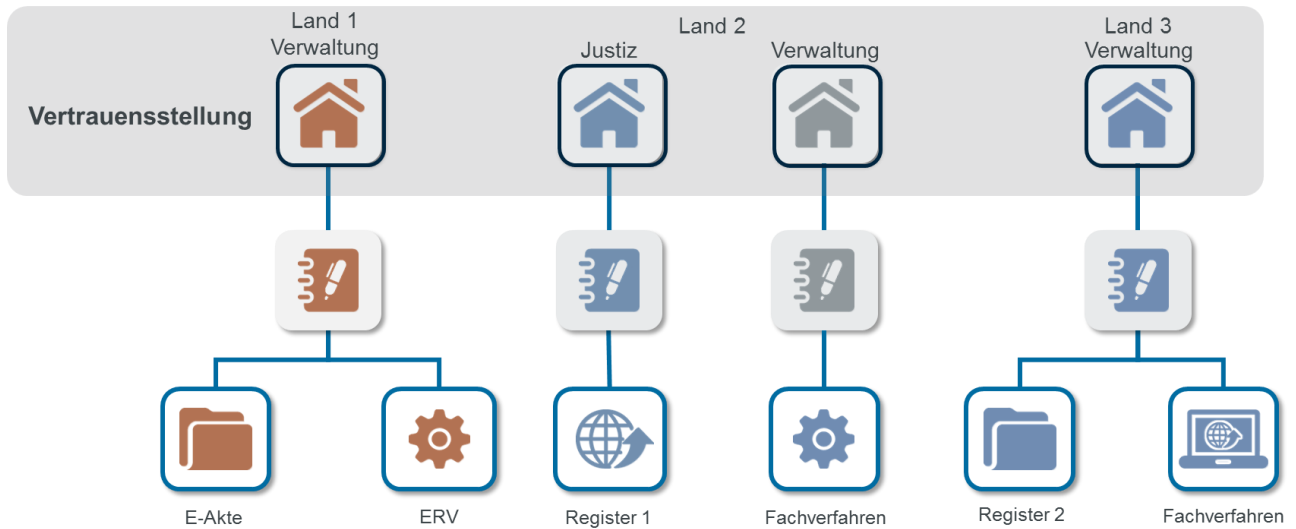 Land 1
Verwaltung
Land 2
Justiz
Verwaltung
Land 3
Verwaltung
Vertrauensstellung
E-Akte
ERV
Register 1
Fachverfahren
Register 2
Fachverfahren